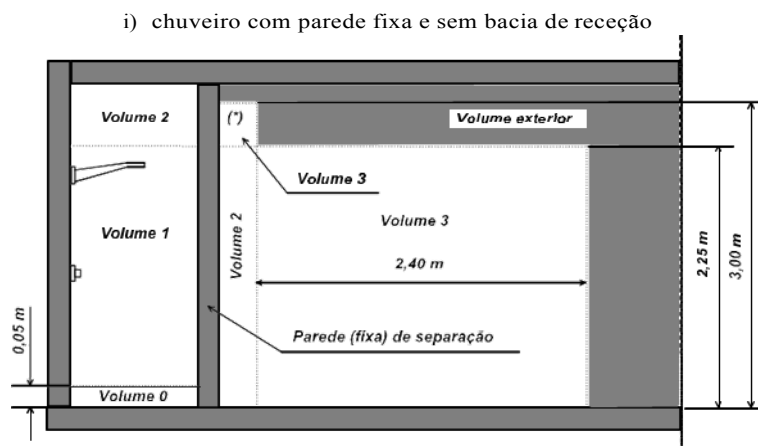 i) chuveiro com parede fixa e sem bacia de receção
Volume 2
(*)
Volume exterior
Volume 3
Volume 1
Volume 2
Volume 3
2,40 m
2,25 m
3,00 m
0,05 m
Parede (fixa) de separação
Volume 0